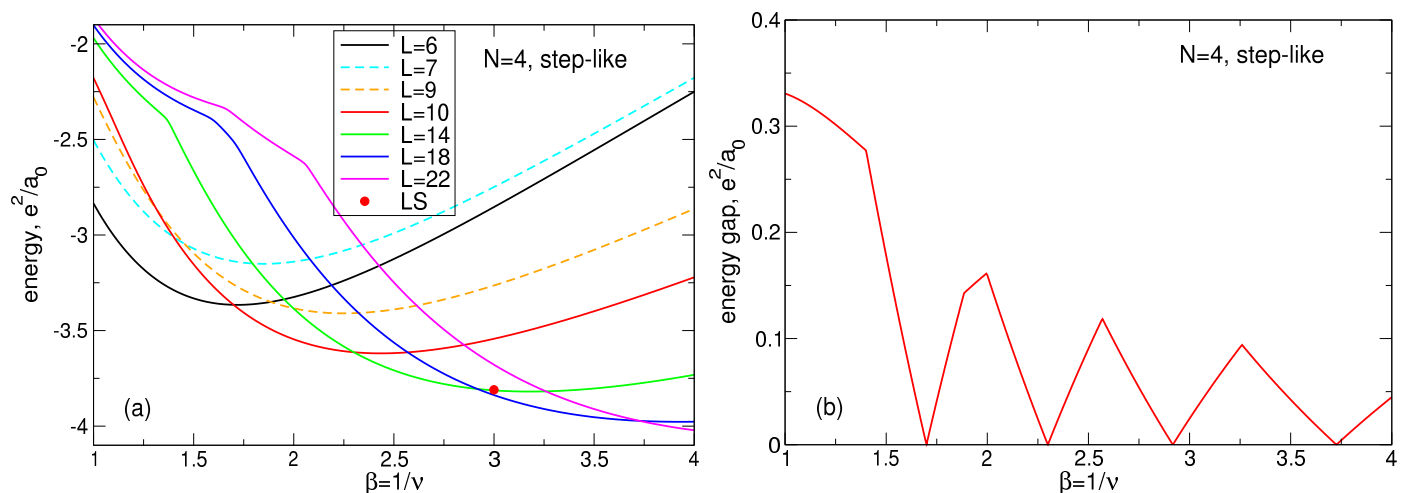 -2
-2.5
-3
-3.5
-4
energy, e²/a₀
L=6
L=7
L=9
L=10
L=14
L=18
L=22
LS
N=4, step-like
(a)
1 1.5 2 2.5 3 3.5 4
β=1/ν
0.4
0.3
0.2
0.1
0
energy gap, e²/a₀
N=4, step-like
(b)
1 1.5 2 2.5 3 3.5 4
β=1/ν